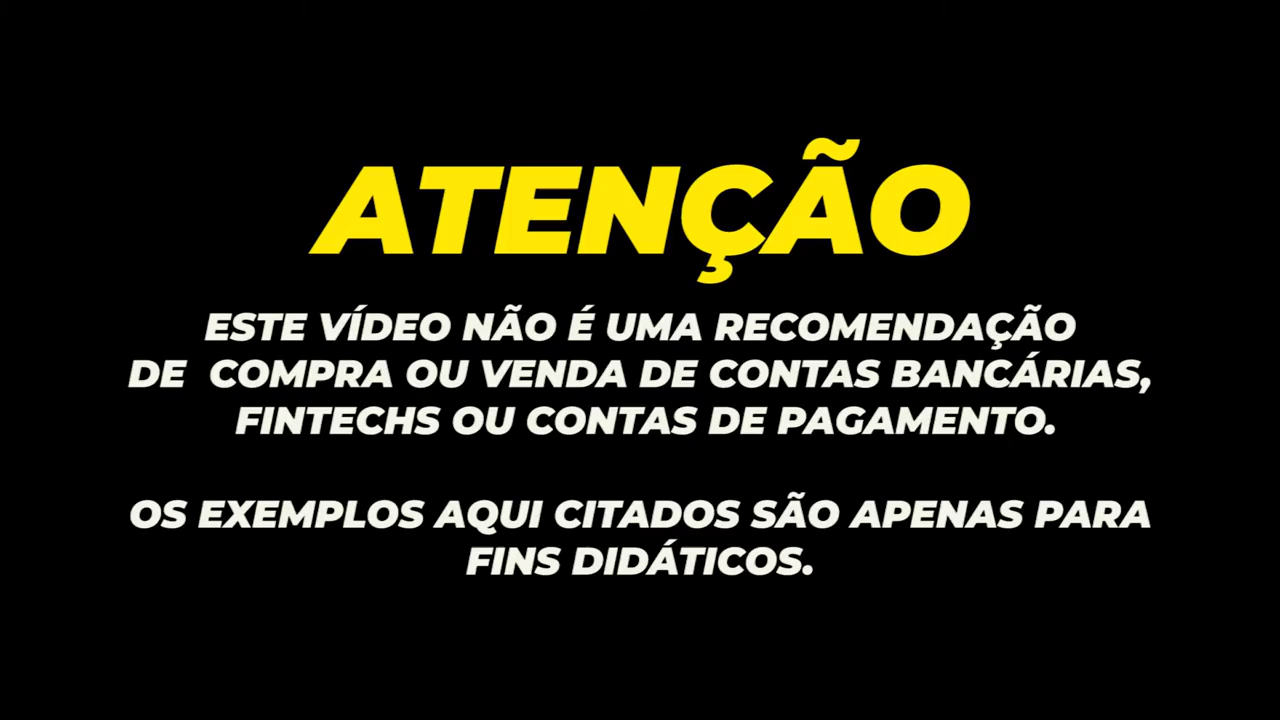 ATENÇÃO
ESTE VÍDEO NÃO É UMA RECOMENDAÇÃO
DE COMPRA OU VENDA DE CONTAS BANCÁRIAS,
FINTECHS OU CONTAS DE PAGAMENTO.
OS EXEMPLOS AQUI CITADOS SÃO APENAS PARA
FINS DIDÁTICOS.